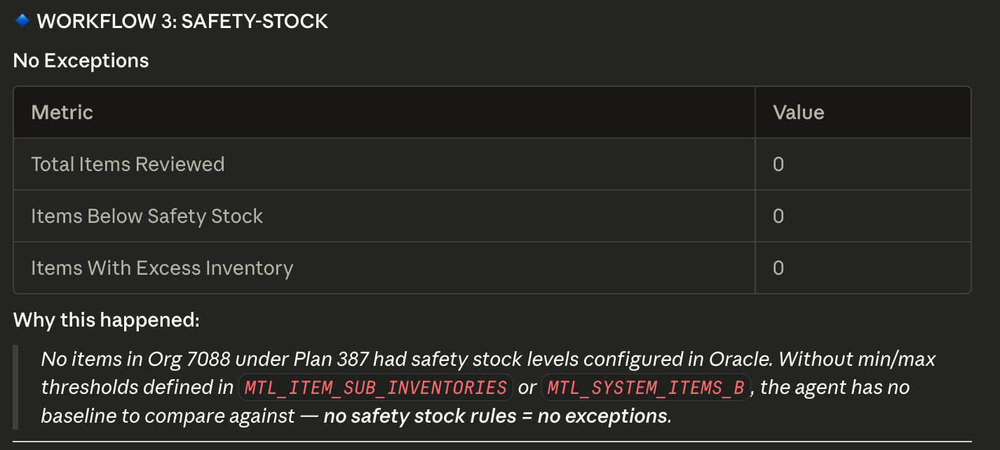 🔹 WORKFLOW 3: SAFETY-STOCK
No Exceptions
Metric Value
Total Items Reviewed 0
Items Below Safety Stock 0
Items With Excess Inventory 0
Why this happened:
No items in Org 7088 under Plan 387 had safety stock levels configured in Oracle. Without min/max
thresholds defined in MTL_ITEM_SUB_INVENTORIES or MTL_SYSTEM_ITEMS_B, the agent has no
baseline to compare against — no safety stock rules = no exceptions.